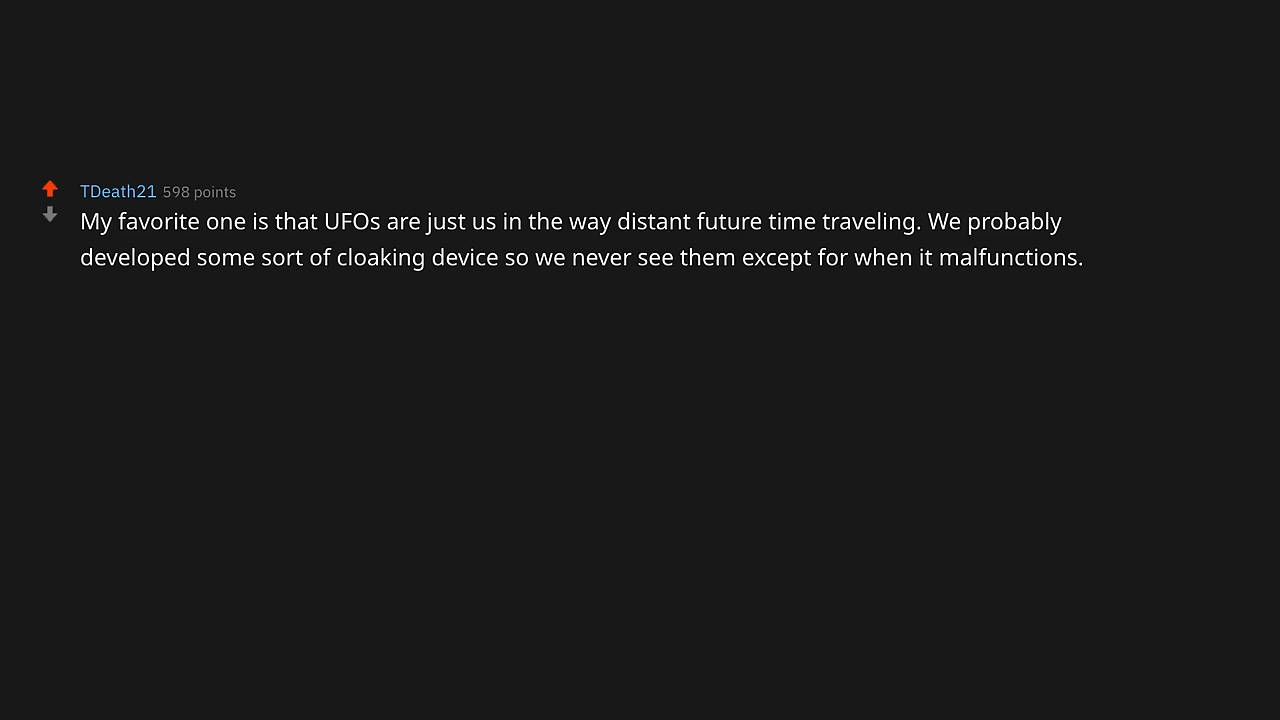 TDeath21 598 points
My favorite one is that UFOs are just us in the way distant future time traveling. We probably
developed some sort of cloaking device so we never see them except for when it malfunctions.